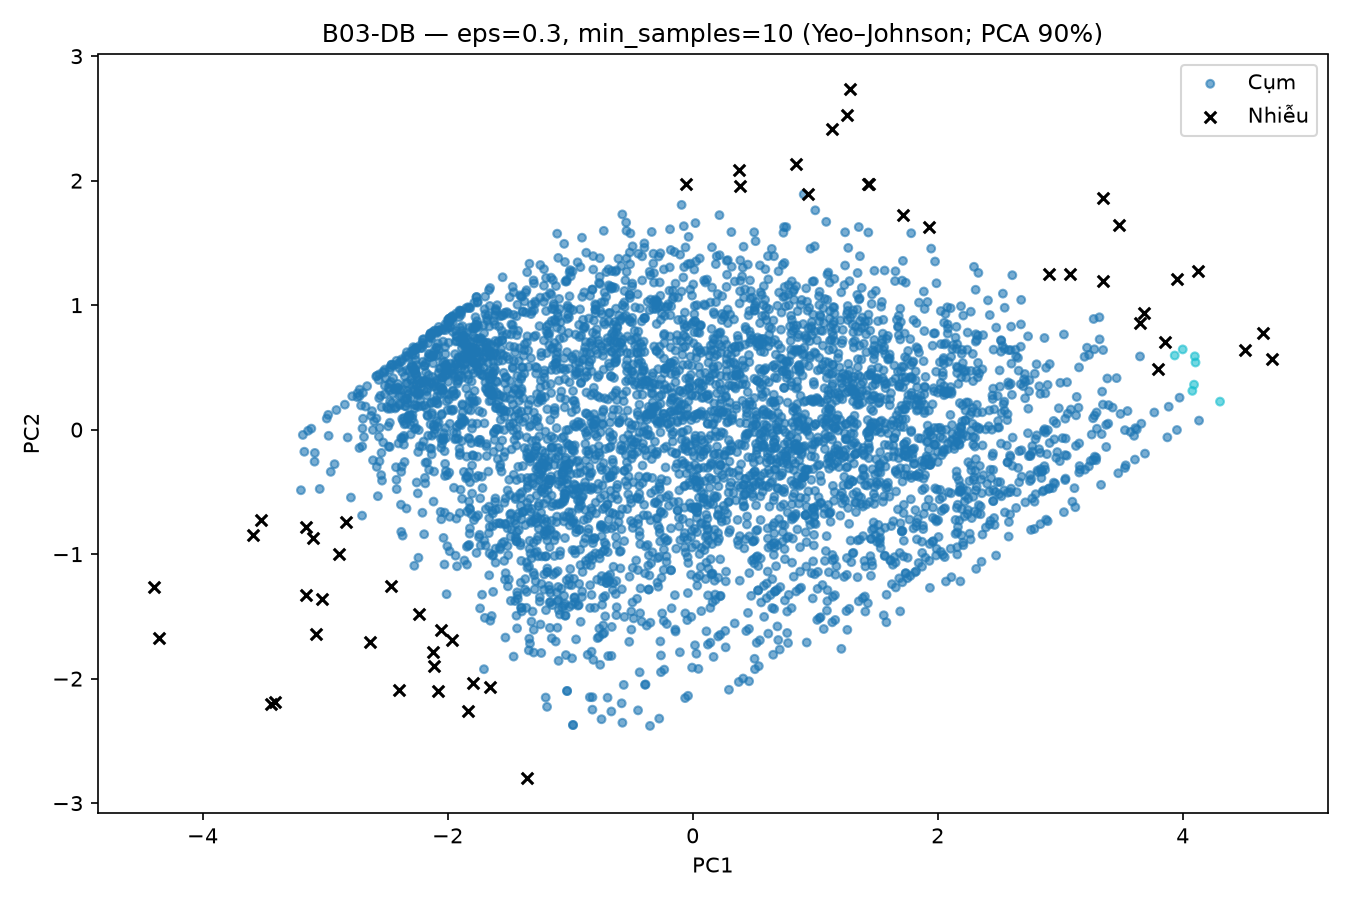 B03-DB — eps=0.3, min_samples=10 (Yeo–Johnson; PCA 90%)
Cụm
Nhiễu
3
2
1
0
−1
−2
−3
PC2
−4
−2
0
2
4
PC1